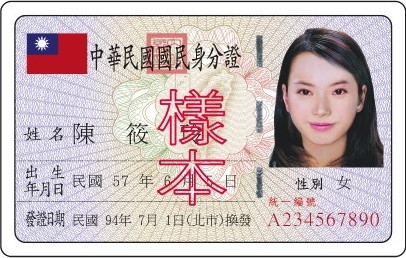 中華民國國民身分證
樣本
姓名 陳 筱
出生年月日 民國 57 年 6 日
性別 女
統一編號
發證日期 民國 94年 7月 1日(北市)換發 A234567890